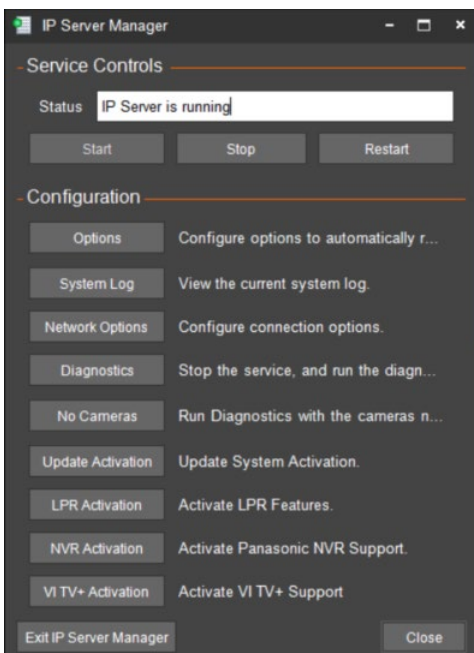 IP Server Manager
Service Controls
Status IP Server is running
Start Stop Restart
Configuration
Options Configure options to automatically r...
System Log View the current system log.
Network Options Configure connection options.
Diagnostics Stop the service, and run the diagn...
No Cameras Run Diagnostics with the cameras n...
Update Activation Update System Activation.
LPR Activation Activate LPR Features.
NVR Activation Activate Panasonic NVR Support.
VI TV+ Activation Activate VI TV+ Support
Exit IP Server Manager Close